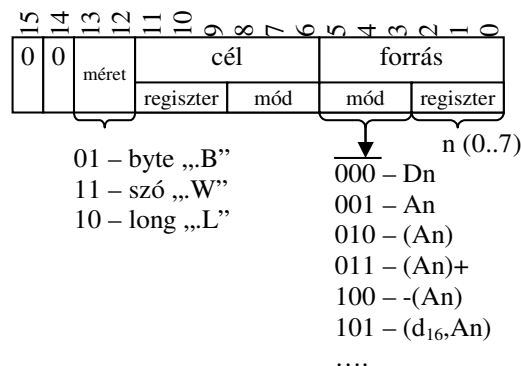 15 14 13 12 11 10 9 8 7 6 5 4 3 2 1 0
0 0 méret cél forrás
regiszter mód mód regiszter
n (0..7)
01 – byte „.B”
11 – szó „.W”
10 – long „.L”
000 – Dn
001 – An
010 – (An)
011 – (An)+
100 – -(An)
101 – (d16,An)
….